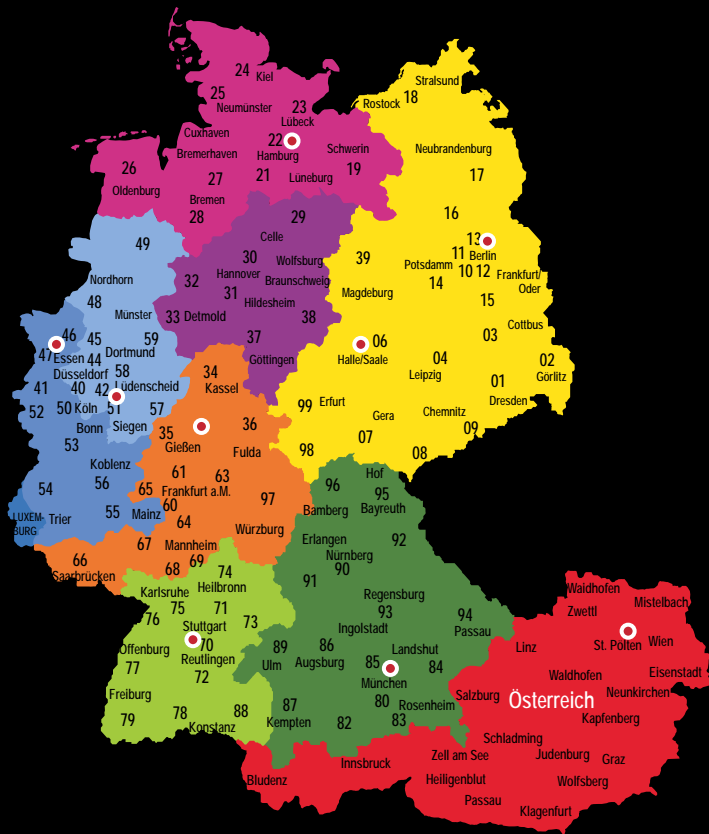 24 Kiel
Stralsund
18
Rostock
25
Neumünster
23
Lübeck
Cuxhaven
22
Hamburg
Bremerhaven
Schwerin
19
Neubrandenburg
17
26
Oldenburg
27
21
Lüneburg
Bremen
28
16
29
Celle
49
13
Berlin
11
10 12
Potsdamm
14
Frankfurt/
Oder
15
39
Magdeburg
30
Hannover
Wolfsburg
32
31
Braunschweig
Hildesheim
Nordhorn
48
Münster
33 Detmold
38
37
Göttingen
06
Halle/Saale
03
Cottbus
46
47 Essen
45
59
44 Dortmund
Düsseldorf
58
04
Leipzig
02
Görlitz
01
Dresden
34
Kassel
41
40
42 Lüdenscheid
52
50 Köln
51
57
Bonn
Siegen
53
99
Erfurt
Gera
Chemnitz
09
36
35
Gießen
Fulda
98
07
08
Koblenz
56
61
63
Frankfurt a.M.
65
60
97
Hof
96
95
Bamberg
Bayreuth
54
LUXEM-
BURG
Trier
55
Mainz
64
Würzburg
67
Mannheim
Erlangen
92
Nürnberg
90
66
Saarbrücken
68
69
74
Heilbronn
91
Karlsruhe
75
71
76
73
Stuttgart
70
Reutlingen
72
Offenburg
77
Freiburg
79
78
Konstanz
88
Regensburg
93
Ingolstadt
94
Passau
89
Ulm
86
Augsburg
Landshut
85
84
München
80
Rosenheim
87
Kempten
82
83
Waidhofen
Mistelbach
Zwettl
Linz
St. Pölten
Wien
Waldhofen
Eisenstadt
Salzburg
Österreich
Neunkirchen
Kapfenberg
Schladming
Zell am See
Judenburg
Graz
Innsbruck
Bludenz
Heiligenblut
Wolfsberg
Passau
Klagenfurt